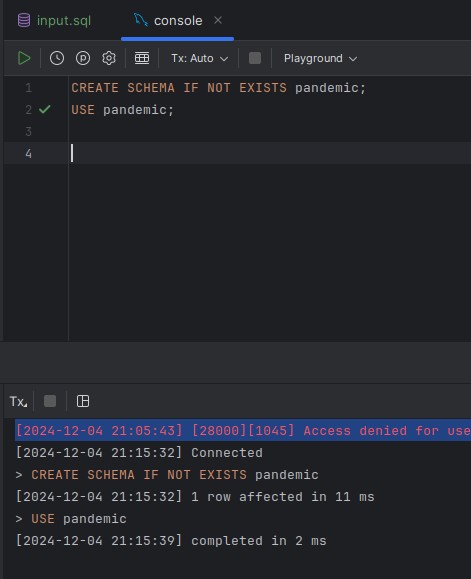 input.sql console
Tx: Auto Playground
1 CREATE SCHEMA IF NOT EXISTS pandemic;
2 USE pandemic;
3
4
Tx
[2024-12-04 21:05:43] [28000][1045] Access denied for use
[2024-12-04 21:15:32] Connected
> CREATE SCHEMA IF NOT EXISTS pandemic
[2024-12-04 21:15:32] 1 row affected in 11 ms
> USE pandemic
[2024-12-04 21:15:39] completed in 2 ms